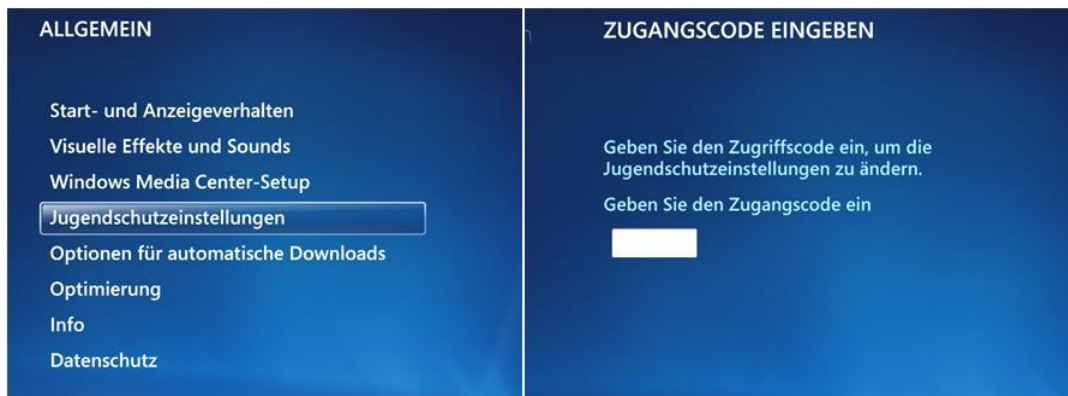 ALLGEMEIN
Start- und Anzeigeverhalten
Visuelle Effekte und Sounds
Windows Media Center-Setup
Jugendschutzeinstellungen
Optionen für automatische Downloads
Optimierung
Info
Datenschutz
ZUGANGSCODE EINGEBEN
Geben Sie den Zugriffscode ein, um die
Jugendschutzeinstellungen zu ändern.
Geben Sie den Zugangscode ein